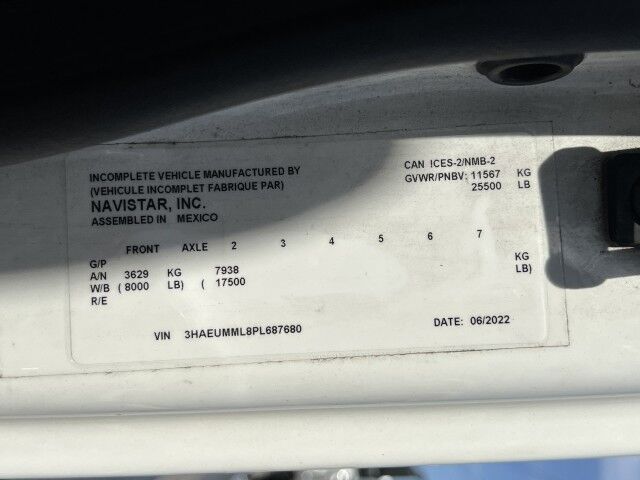 INCOMPLETE VEHICLE MANUFACTURED BY
(VEHICULE INCOMPLET FABRIQUE PAR)
NAVISTAR, INC.
ASSEMBLED IN MEXICO
CAN ICES-2/NMB-2
GVWR/PNBV: 11567 KG
25500 LB
FRONT AXLE 2 3 4 5 6 7
G/P
A/N 3629 KG 7938 KG
W/B ( 8000 LB) ( 17500 LB)
R/E
VIN 3HAEUMML8PL687680
DATE: 06/2022